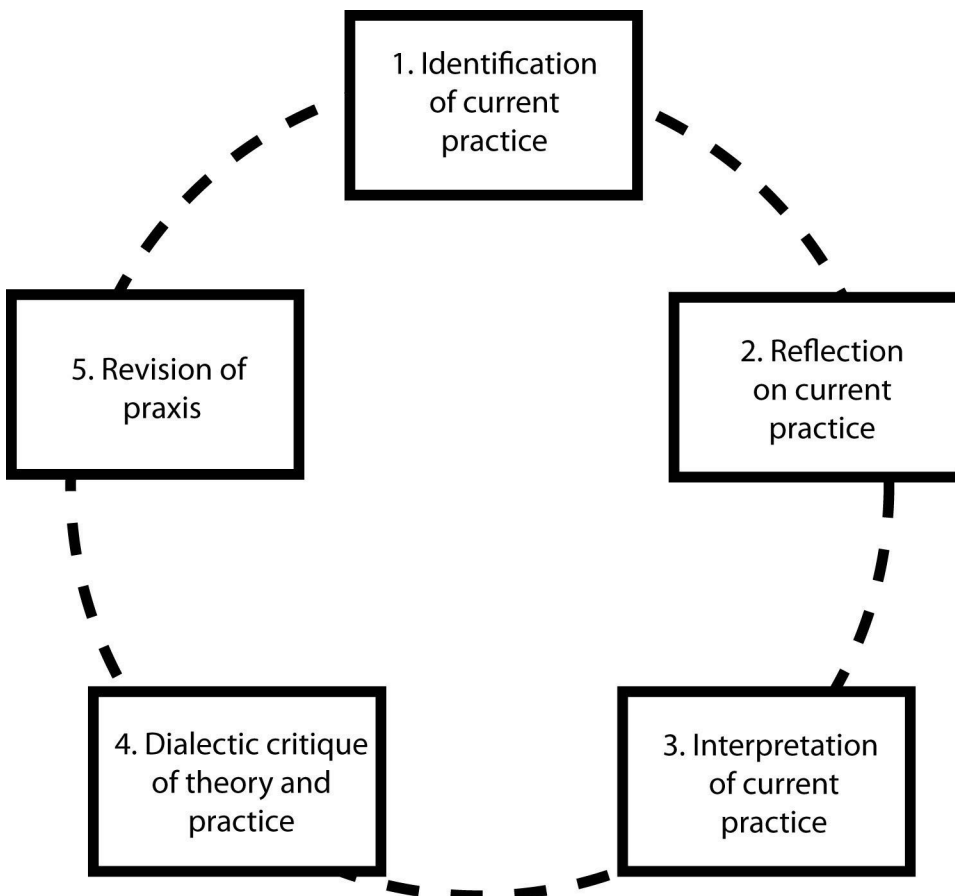 1. Identification
of current
practice
2. Reflection
on current
practice
3. Interpretation
of current
practice
4. Dialectic critique
of theory and
practice
5. Revision of
praxis